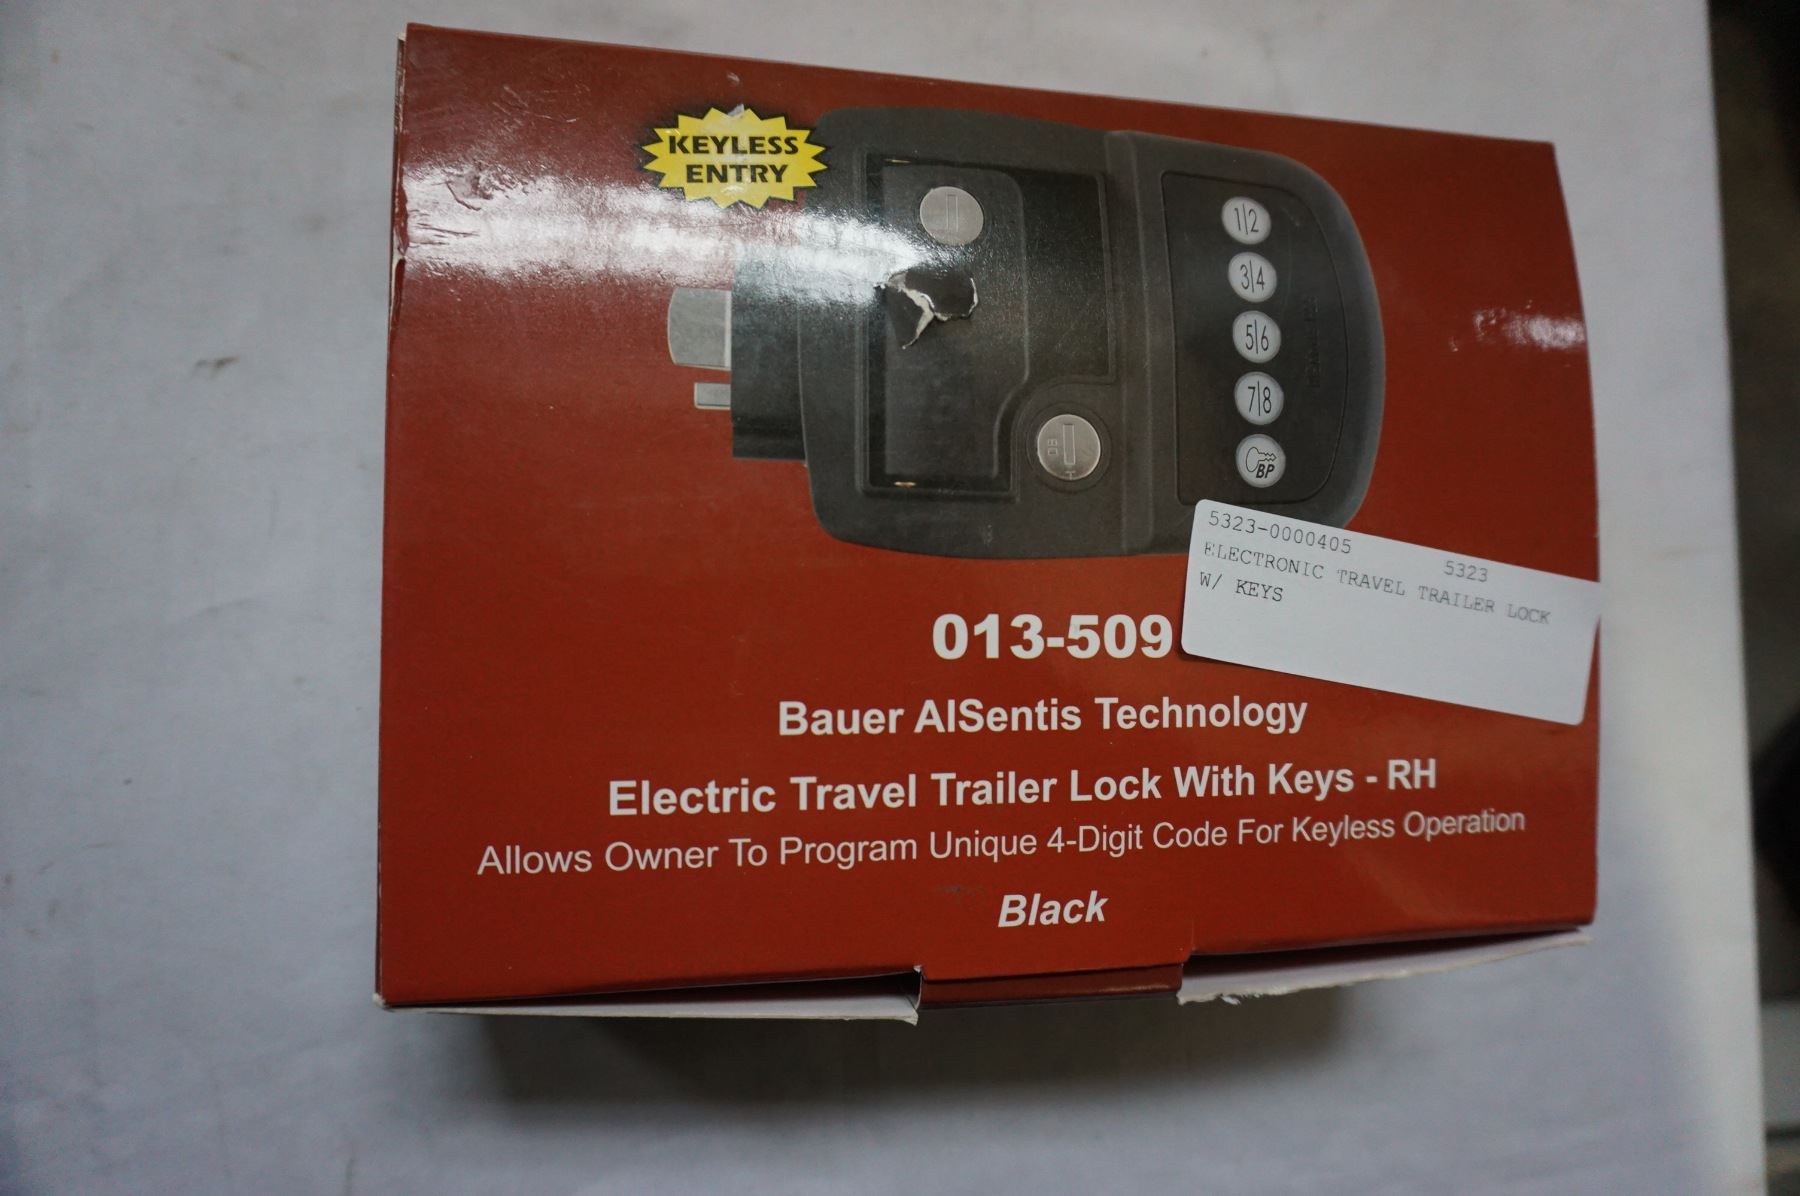 KEYLESS
ENTRY
1|2
3|4
5|6
7|8
BP
5323-0000405
5323
ELECTRONIC TRAVEL TRAILER LOCK
W/ KEYS
013-509
Bauer AISentis Technology
Electric Travel Trailer Lock With Keys - RH
Allows Owner To Program Unique 4-Digit Code For Keyless Operation
Black